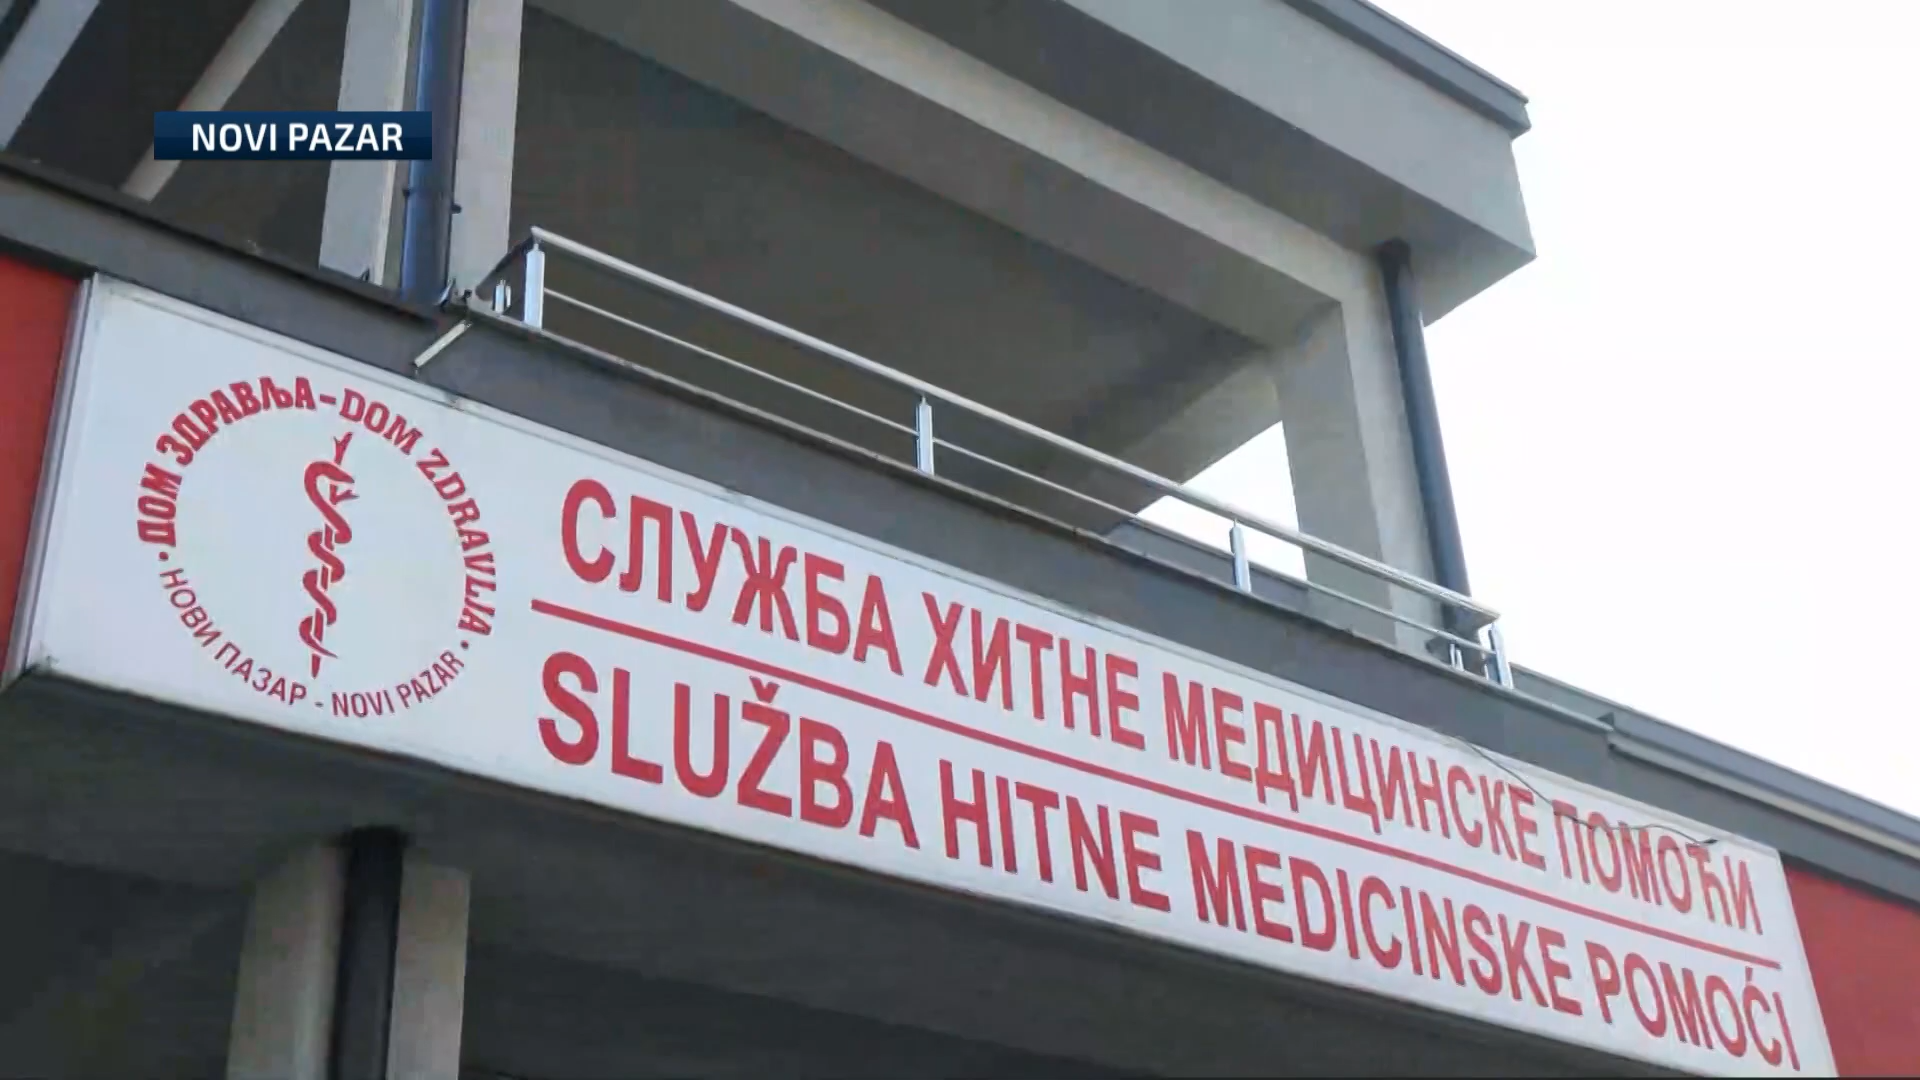 NOVI PAZAR
ДОМ ЗДРАВЉА - DOM ZDRAVLJA
НОВИ ПАЗАР - NOVI PAZAR
СЛУЖБА ХИТНЕ МЕДИЦИНСКЕ ПОМОЋИ
SLUŽBA HITNE MEDICINSKE POMOĆI